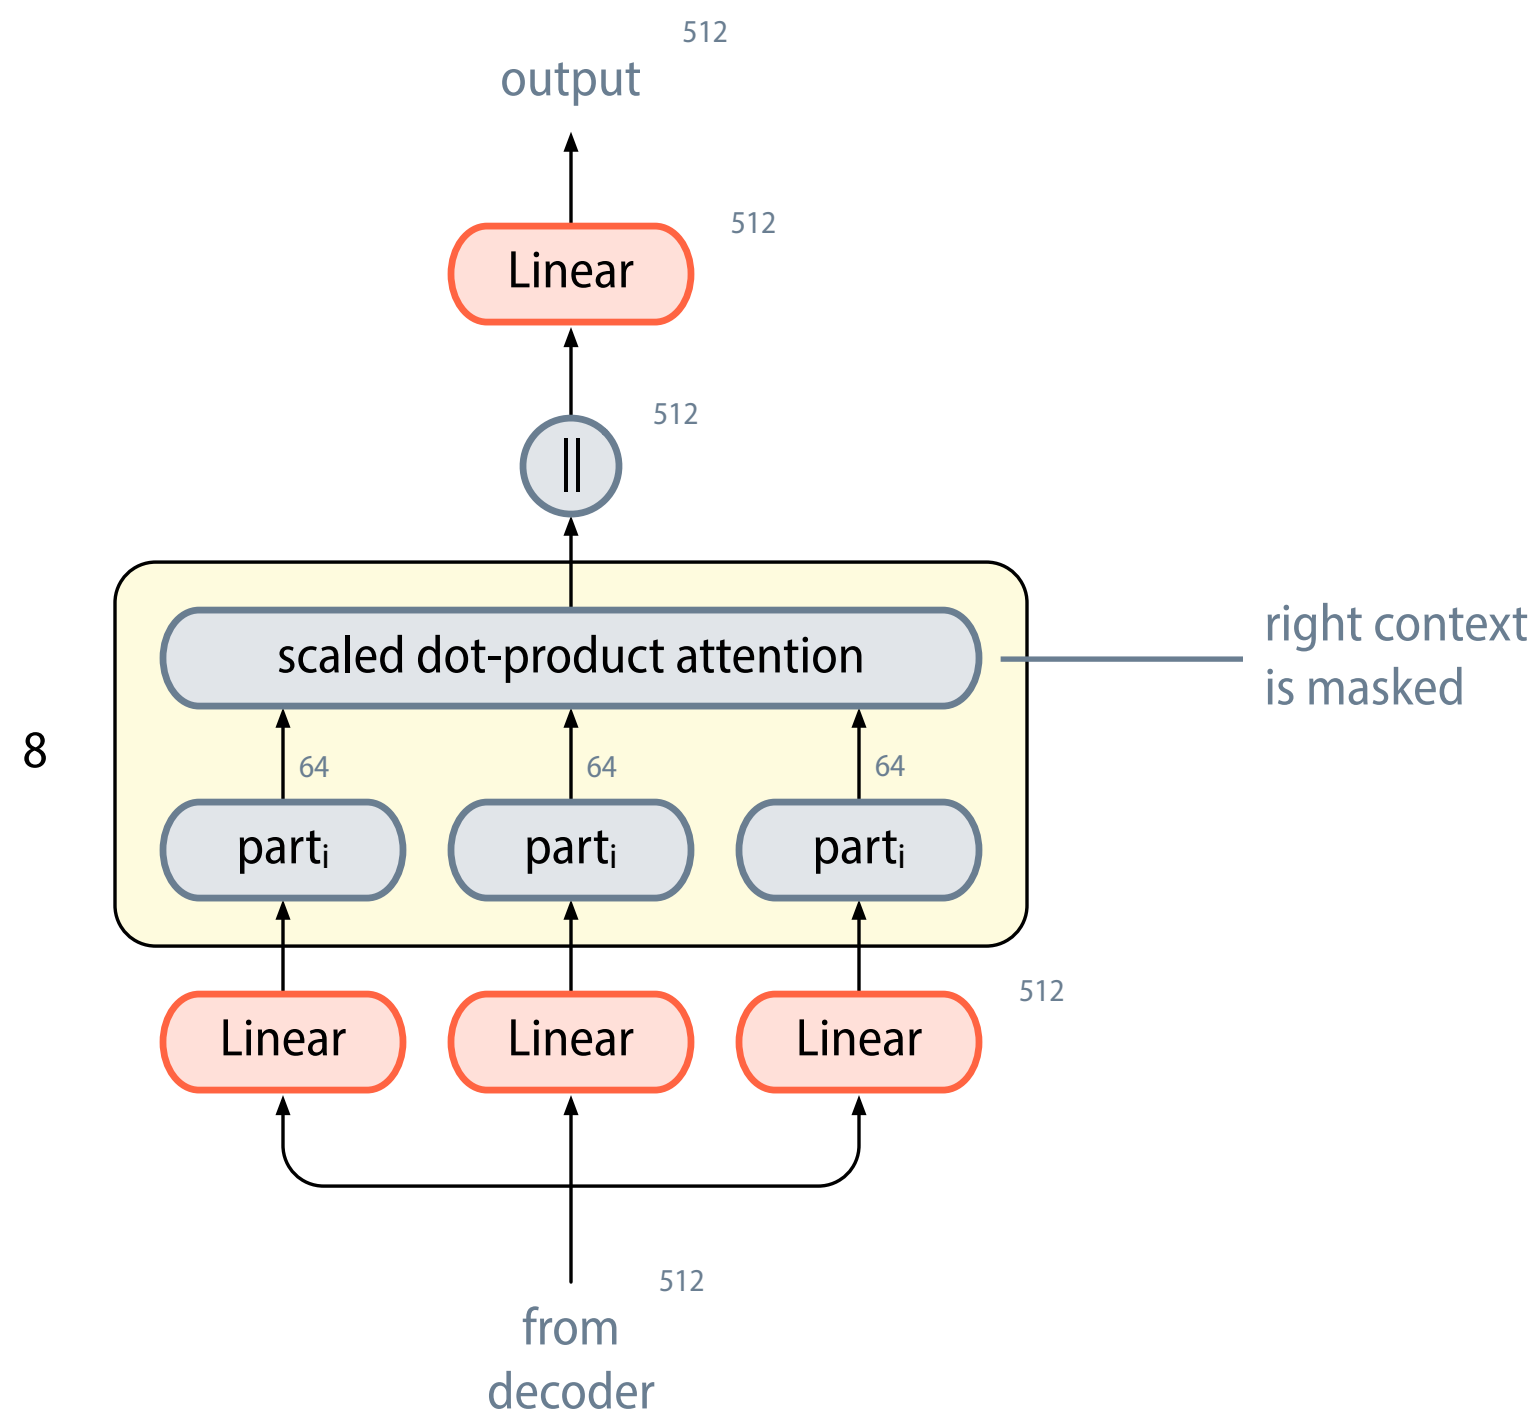 512
output
512
Linear
512
||
scaled dot-product attention
right context
is masked
8
64 64 64
parti parti parti
512
Linear Linear Linear
512
from
decoder